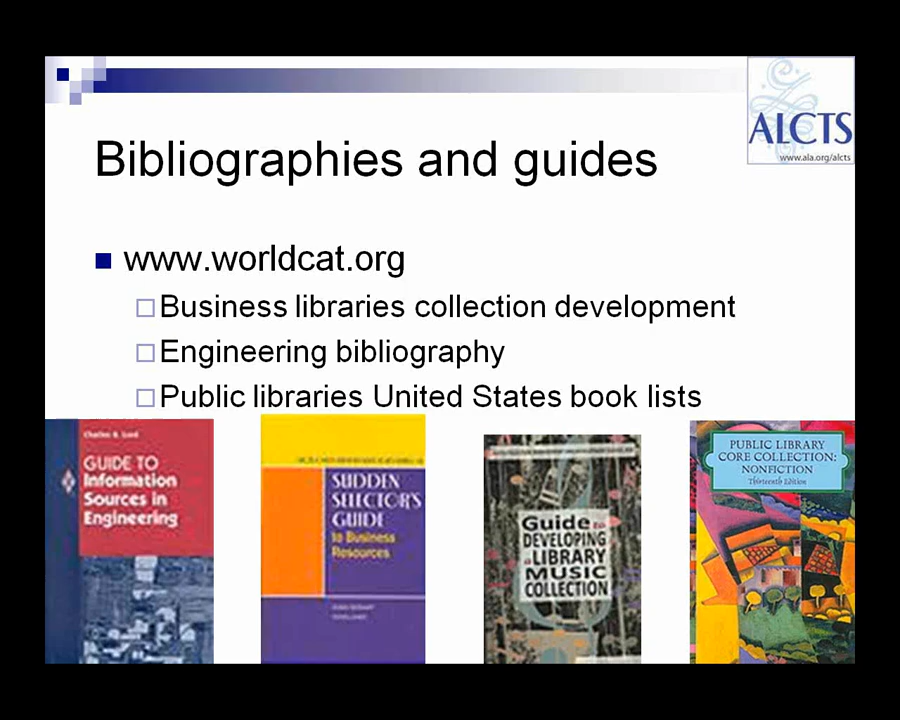 ALCTS
www.ala.org/alcts
Bibliographies and guides
www.worldcat.org
Business libraries collection development
Engineering bibliography
Public libraries United States book lists
GUIDE TO
Information
Sources in
Engineering
SUDDEN
SELECTOR'S
GUIDE
to Business
Resources
Guide to
DEVELOPING
a LIBRARY
MUSIC
COLLECTION
PUBLIC LIBRARY
CORE COLLECTION:
NONFICTION
Thirteenth Edition